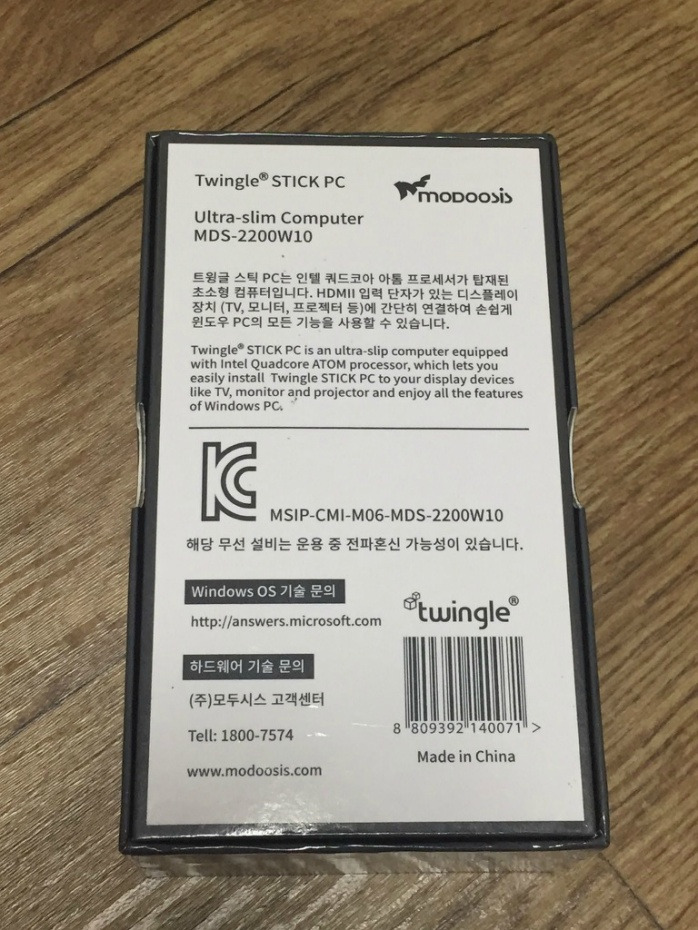 Twingle® STICK PC
MODOOSIS
Ultra-slim Computer
MDS-2200W10
트윙글 스틱 PC는 인텔 쿼드코아 아톰 프로세서가 탑재된
초소형 컴퓨터입니다. HDMII 입력 단자가 있는 디스플레이
장치 (TV, 모니터, 프로젝터 등)에 간단히 연결하여 손쉽게
윈도우 PC의 모든 기능을 사용할 수 있습니다.
Twingle® STICK PC is an ultra-slip computer equipped
with Intel Quadcore ATOM processor, which lets you
easily install Twingle STICK PC to your display devices
like TV, monitor and projector and enjoy all the features
of Windows PC.
KC
MSIP-CMI-M06-MDS-2200W10
해당 무선 설비는 운용 중 전파혼신 가능성이 있습니다.
Windows OS 기술 문의
http://answers.microsoft.com
twingle®
하드웨어 기술 문의
(주)모두시스 고객센터
Tell: 1800-7574
www.modoosis.com
8 809392 140071 >
Made in China